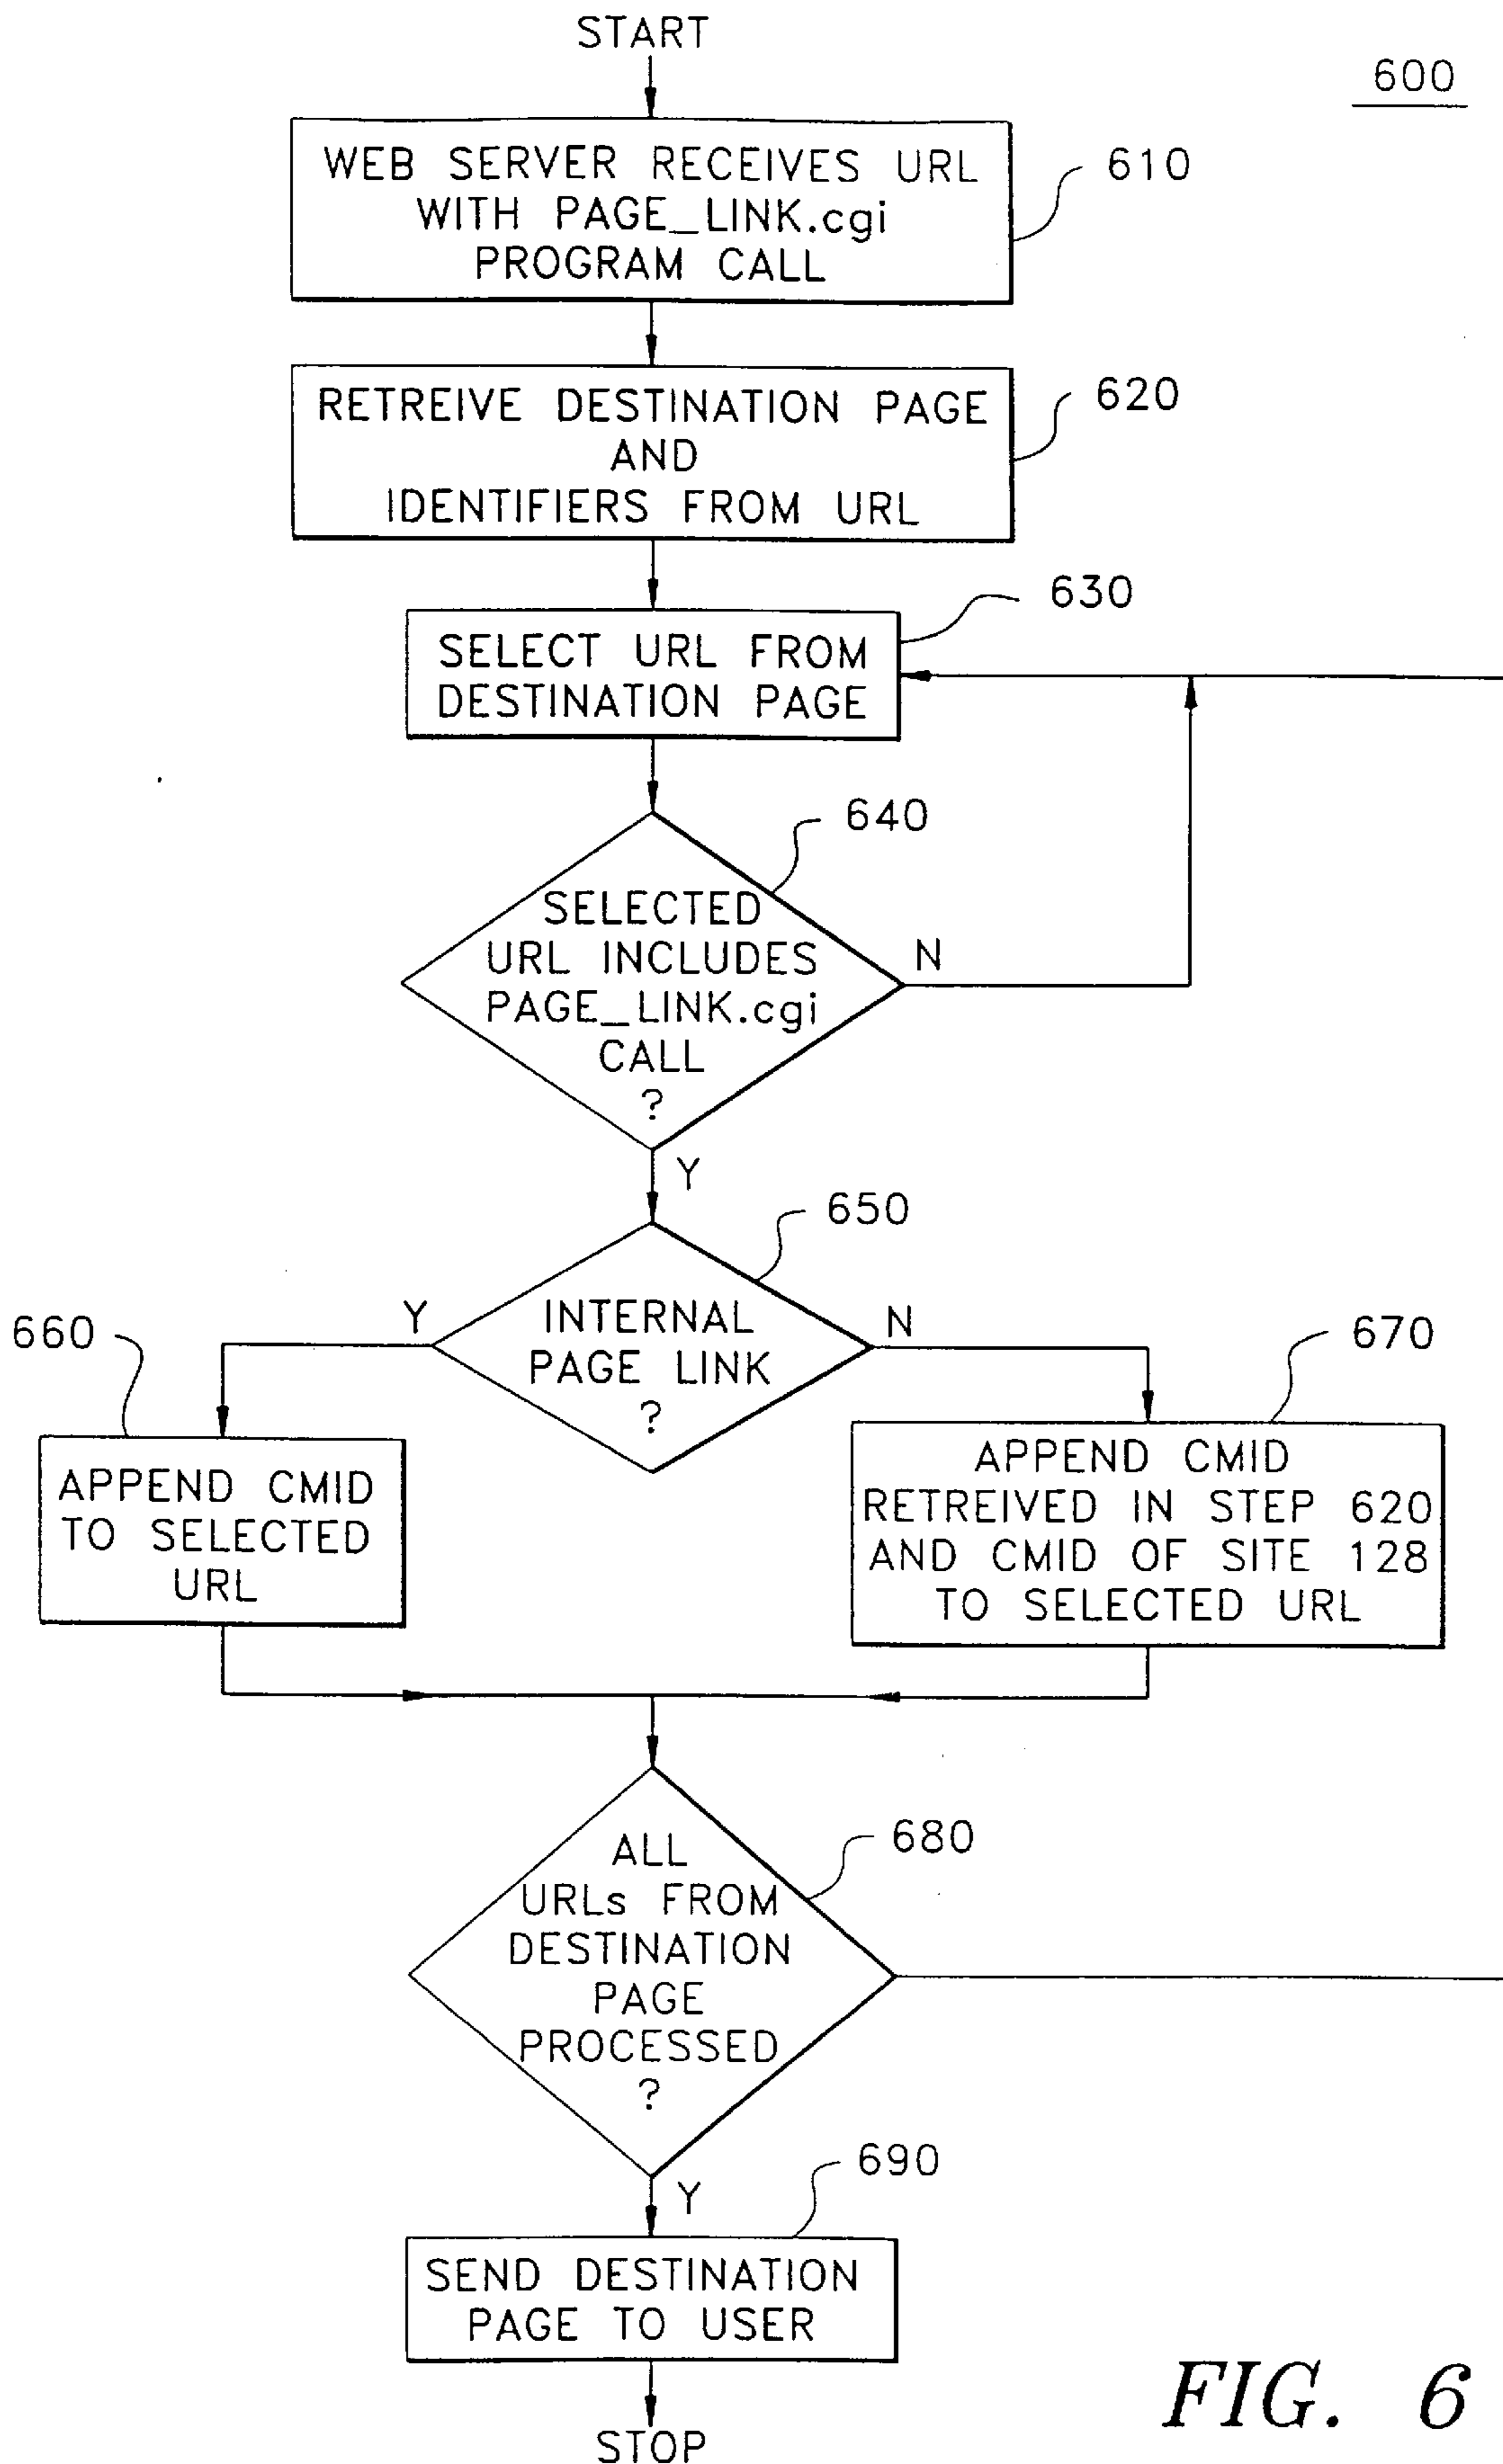 START
600
WEB SERVER RECEIVES URL
WITH PAGE_LINK.cgi
PROGRAM CALL
610
RETREIVE DESTINATION PAGE
AND
IDENTIFIERS FROM URL
620
SELECT URL FROM
DESTINATION PAGE
630
SELECTED
URL INCLUDES
PAGE_LINK.cgi
CALL
?
640
N
Y
INTERNAL
PAGE LINK
?
650
Y
N
660
APPEND CMID
TO SELECTED
URL
670
APPEND CMID
RETREIVED IN STEP 620
AND CMID OF SITE 128
TO SELECTED URL
ALL
URLs FROM
DESTINATION
PAGE
PROCESSED
?
680
Y
690
SEND DESTINATION
PAGE TO USER
STOP
FIG. 6